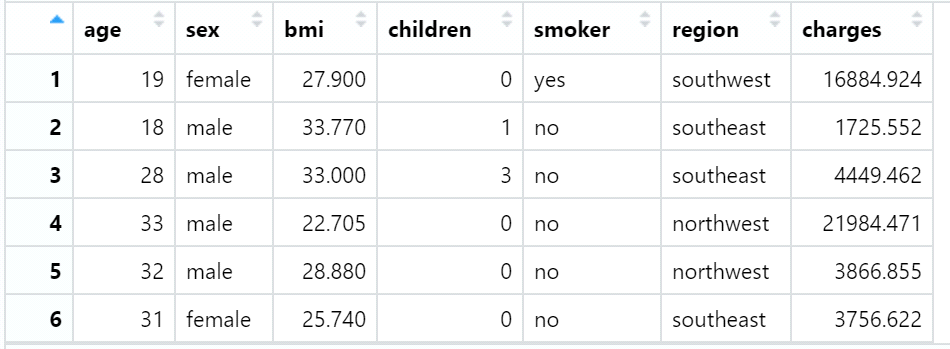 age sex bmi children smoker region charges
1 19 female 27.900 0 yes southwest 16884.924
2 18 male 33.770 1 no southeast 1725.552
3 28 male 33.000 3 no southeast 4449.462
4 33 male 22.705 0 no northwest 21984.471
5 32 male 28.880 0 no northwest 3866.855
6 31 female 25.740 0 no southeast 3756.622